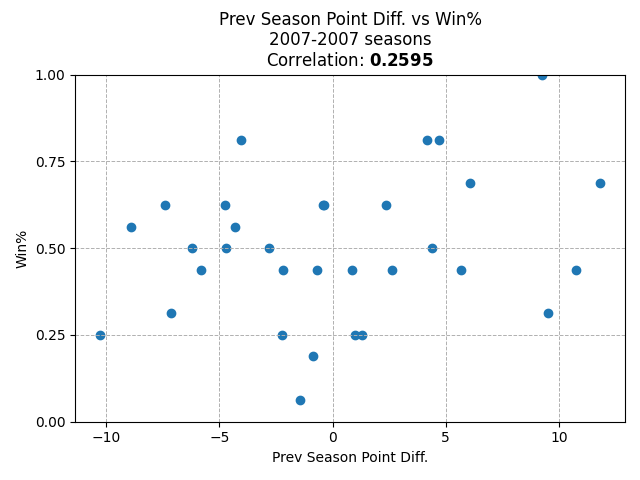 Prev Season Point Diff. vs Win%
2007-2007 seasons
Correlation: 0.2595
1.00
0.75
0.50
0.25
0.00
Win%
−10
−5
0
5
10
Prev Season Point Diff.